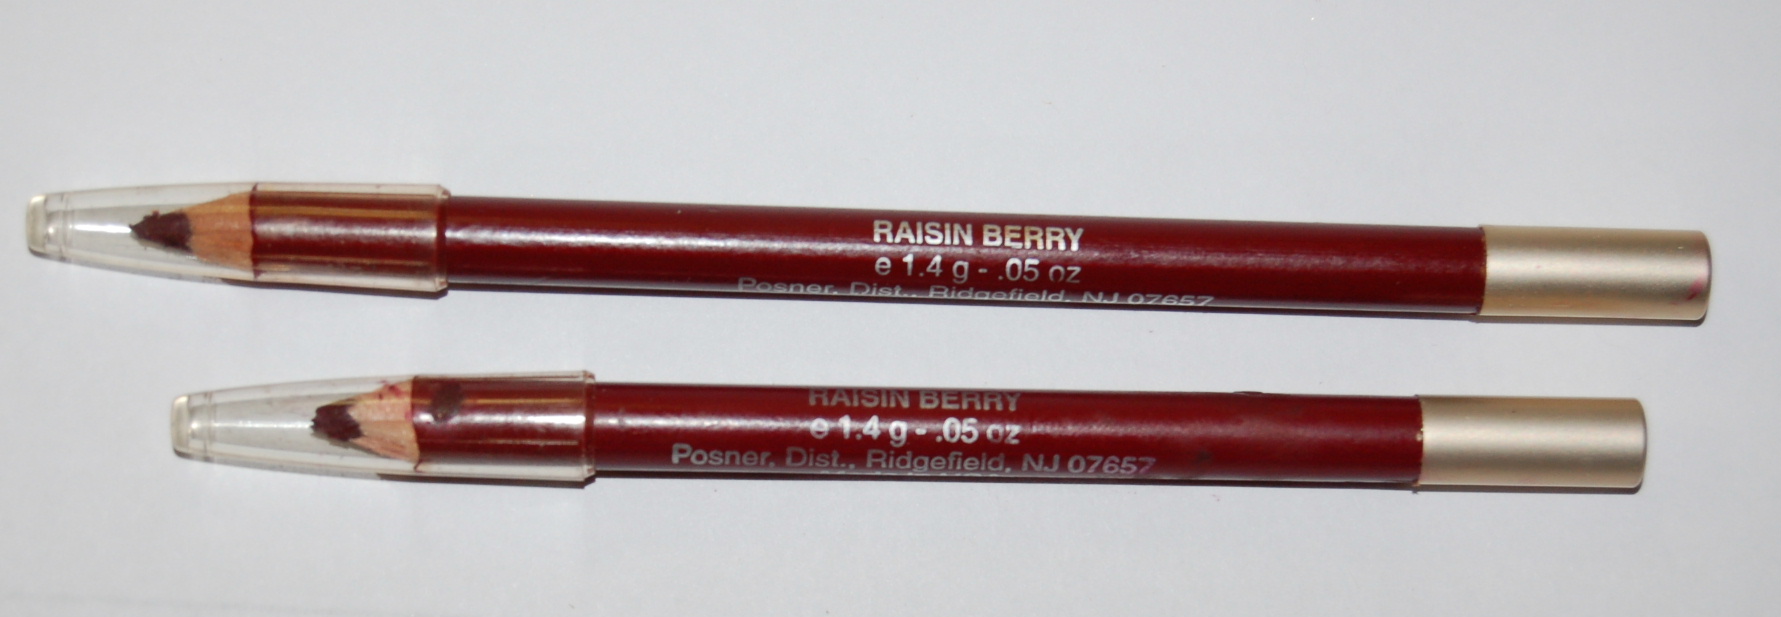 RAISIN BERRY
e 1.4 g - .05 oz
Posner, Dist., Ridgefield, NJ 07657
RAISIN BERRY
e 1.4 g - .05 oz
Posner, Dist., Ridgefield, NJ 07657